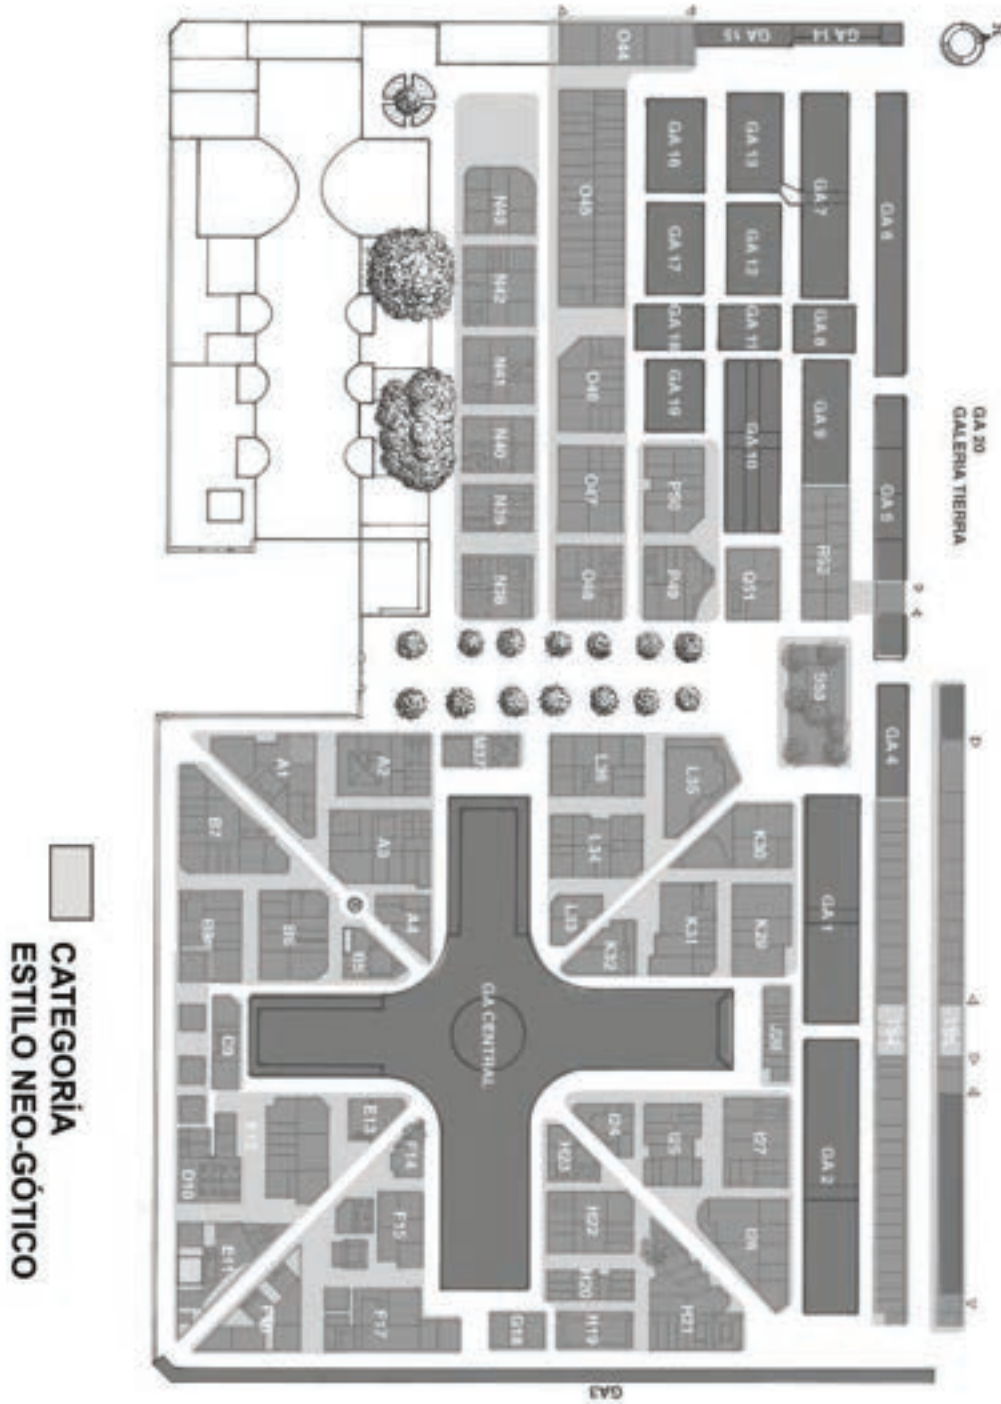 O44
GA 15
GA 14
GA 16
GA 13
GA 7
GA 6
O45
N43
GA 17
GA 12
N42
GA 18
GA 11
GA 8
N41
O46
GA 19
GA 10
GA 9
GA 5
GA 20
GALERIA TIERRA
N40
O47
P50
N39
R52
N38
O48
P49
Q51
S53
GA 4
A1
A2
M37
L36
L35
B7
A3
L34
K30
GA 1
B8
B6
A4
B5
L33
K32
K31
K29
GA CENTRAL
C9
J28
E13
F14
H23
I24
I25
I27
GA 2
D10
F15
H22
E11
F17
G18
H20
H19
H21
GA3
CATEGORÍA
ESTILO NEO-GÓTICO